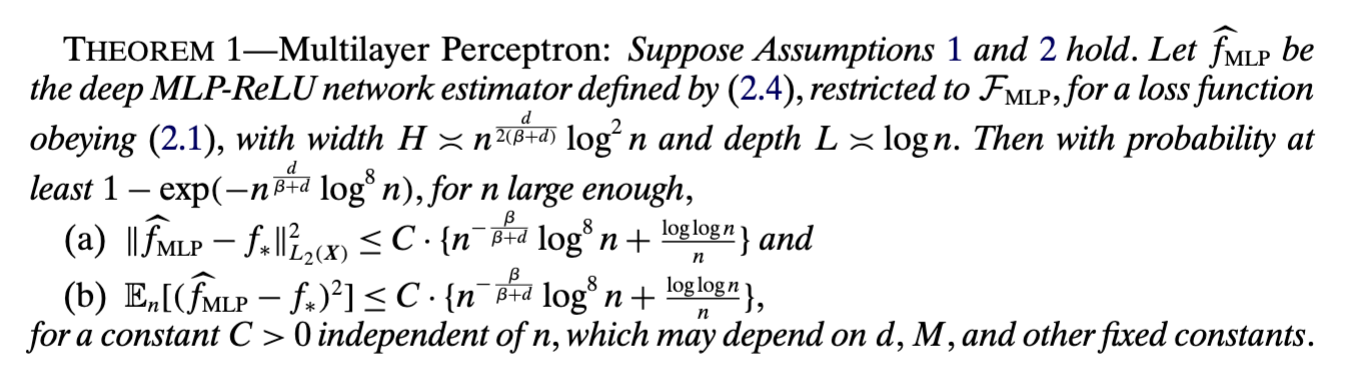 THEOREM 1—Multilayer Perceptron: Suppose Assumptions 1 and 2 hold. Let $\widehat{f}_{\mathrm{MLP}}$ be
the deep MLP-ReLU network estimator defined by (2.4), restricted to $\mathcal{F}_{\mathrm{MLP}}$, for a loss function
obeying (2.1), with width $H \asymp n^{\frac{d}{2(\beta+d)}} \log^2 n$ and depth $L \asymp \log n$. Then with probability at
least $1 - \exp(-n^{\frac{d}{\beta+d}} \log^8 n)$, for n large enough,
(a) $\|\widehat{f}_{\mathrm{MLP}} - f_*\|^2_{L_2(X)} \leq C \cdot \{n^{-\frac{\beta}{\beta+d}} \log^8 n + \frac{\log \log n}{n}\}$ and
(b) $\mathbb{E}_n[(\widehat{f}_{\mathrm{MLP}} - f_*)^2] \leq C \cdot \{n^{-\frac{\beta}{\beta+d}} \log^8 n + \frac{\log \log n}{n}\}$,
for a constant $C > 0$ independent of n, which may depend on d, M, and other fixed constants.